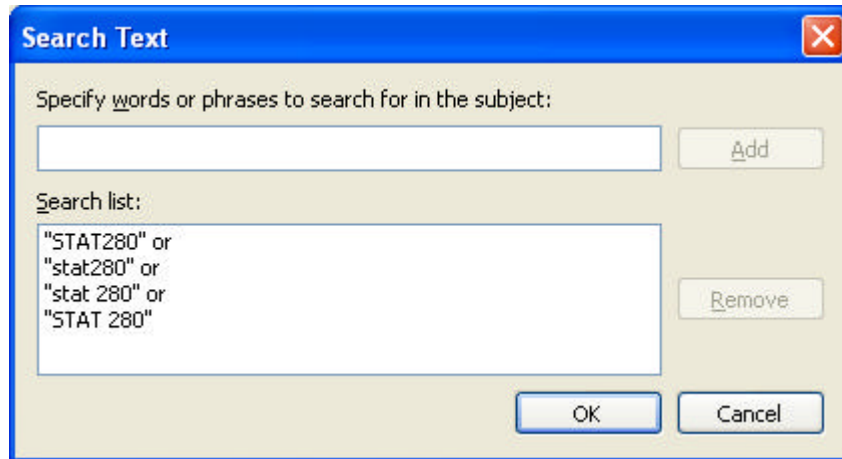 Search Text
Specify words or phrases to search for in the subject:
Add
Search list:
"STAT280" or
"stat280" or
"stat 280" or
"STAT 280"
Remove
OK
Cancel